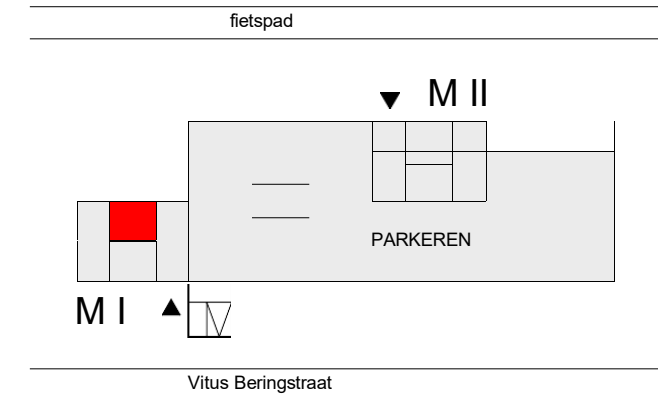 fietspad
M II
PARKEREN
M I
Vitus Beringstraat